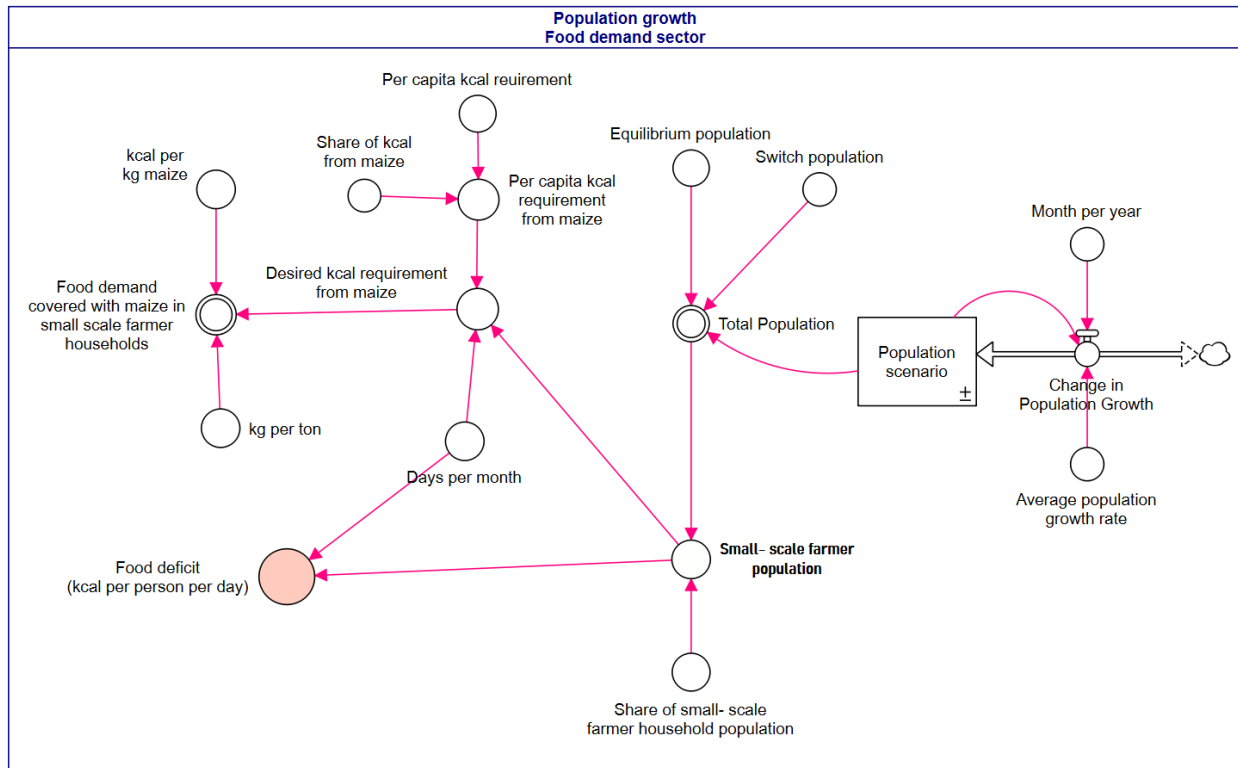 Population growth
Food demand sector
Per capita kcal reuirement
Equilibrium population
Share of kcal
from maize
kcal per
kg maize
Switch population
Per capita kcal
requirement
from maize
Month per year
Desired kcal requirement
from maize
Food demand
covered with maize in
small scale farmer
households
Total Population
Population
scenario
±
Change in
Population Growth
kg per ton
Days per month
Average population
growth rate
Small- scale farmer
population
Food deficit
(kcal per person per day)
Share of small- scale
farmer household population